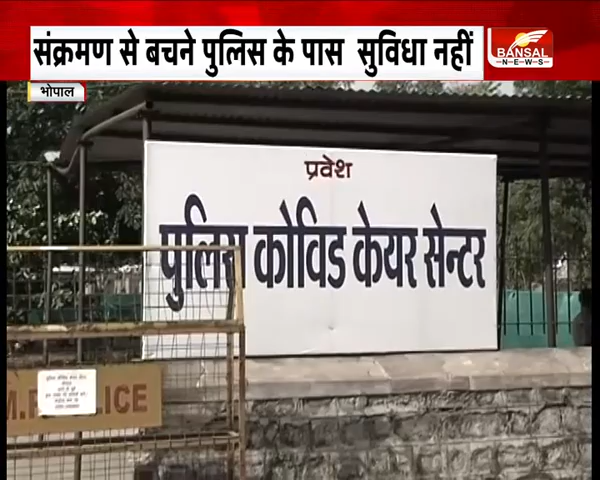 संक्रमण से बचने पुलिस के पास सुविधा नहीं
BANSAL
NEWS
भोपाल
प्रवेश
पुलिस कोविड केयर सेन्टर
M.P. POLICE